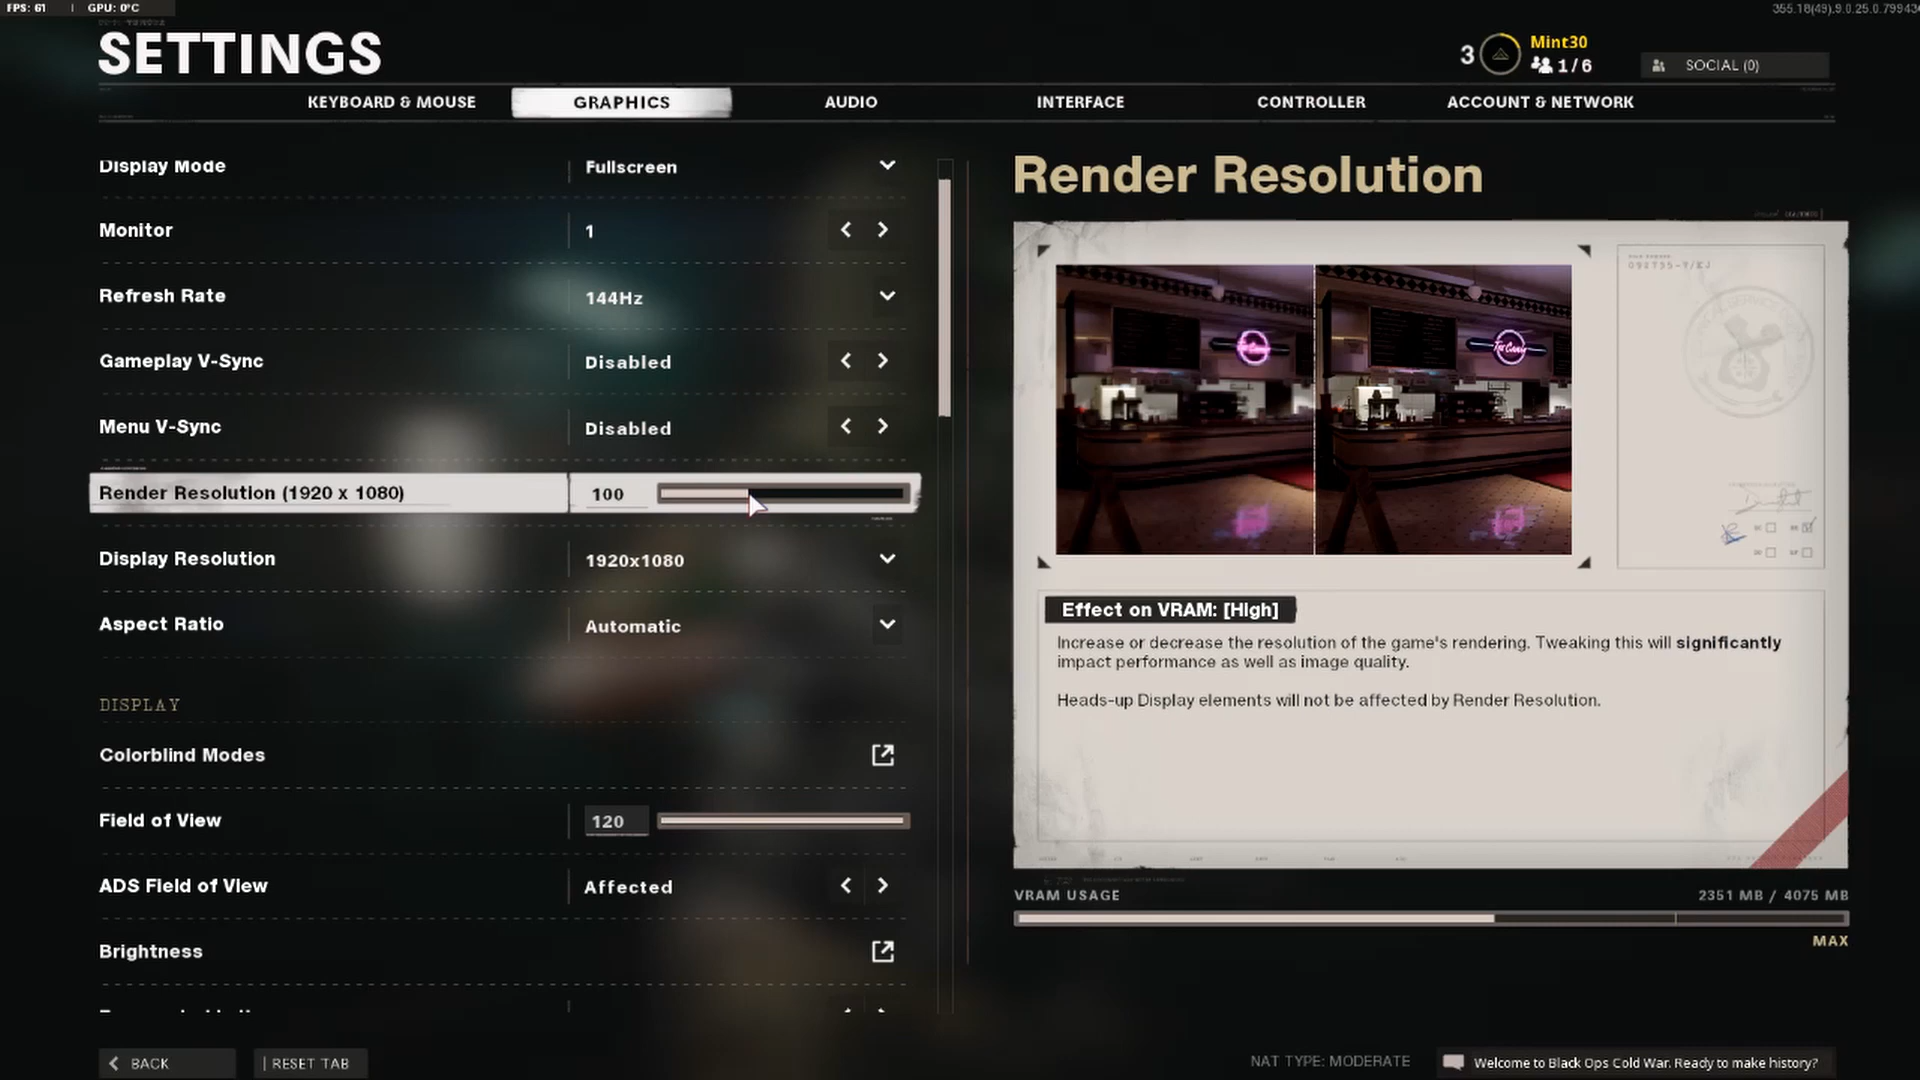 FPS: 61 | GPU: 0°C
SETTINGS
3
Mint30
1 / 6
SOCIAL (0)
KEYBOARD & MOUSE
GRAPHICS
AUDIO
INTERFACE
CONTROLLER
ACCOUNT & NETWORK
Display Mode
Fullscreen
Monitor
1
Refresh Rate
144Hz
Gameplay V-Sync
Disabled
Menu V-Sync
Disabled
Render Resolution (1920 x 1080)
100
Display Resolution
1920x1080
Aspect Ratio
Automatic
DISPLAY
Colorblind Modes
Field of View
120
ADS Field of View
Affected
Brightness
Render Resolution
Effect on VRAM: [High]
Increase or decrease the resolution of the game's rendering. Tweaking this will significantly
impact performance as well as image quality.
Heads-up Display elements will not be affected by Render Resolution.
VRAM USAGE
2351 MB / 4075 MB
MAX
BACK
RESET TAB
NAT TYPE: MODERATE
Welcome to Black Ops Cold War. Ready to make history?